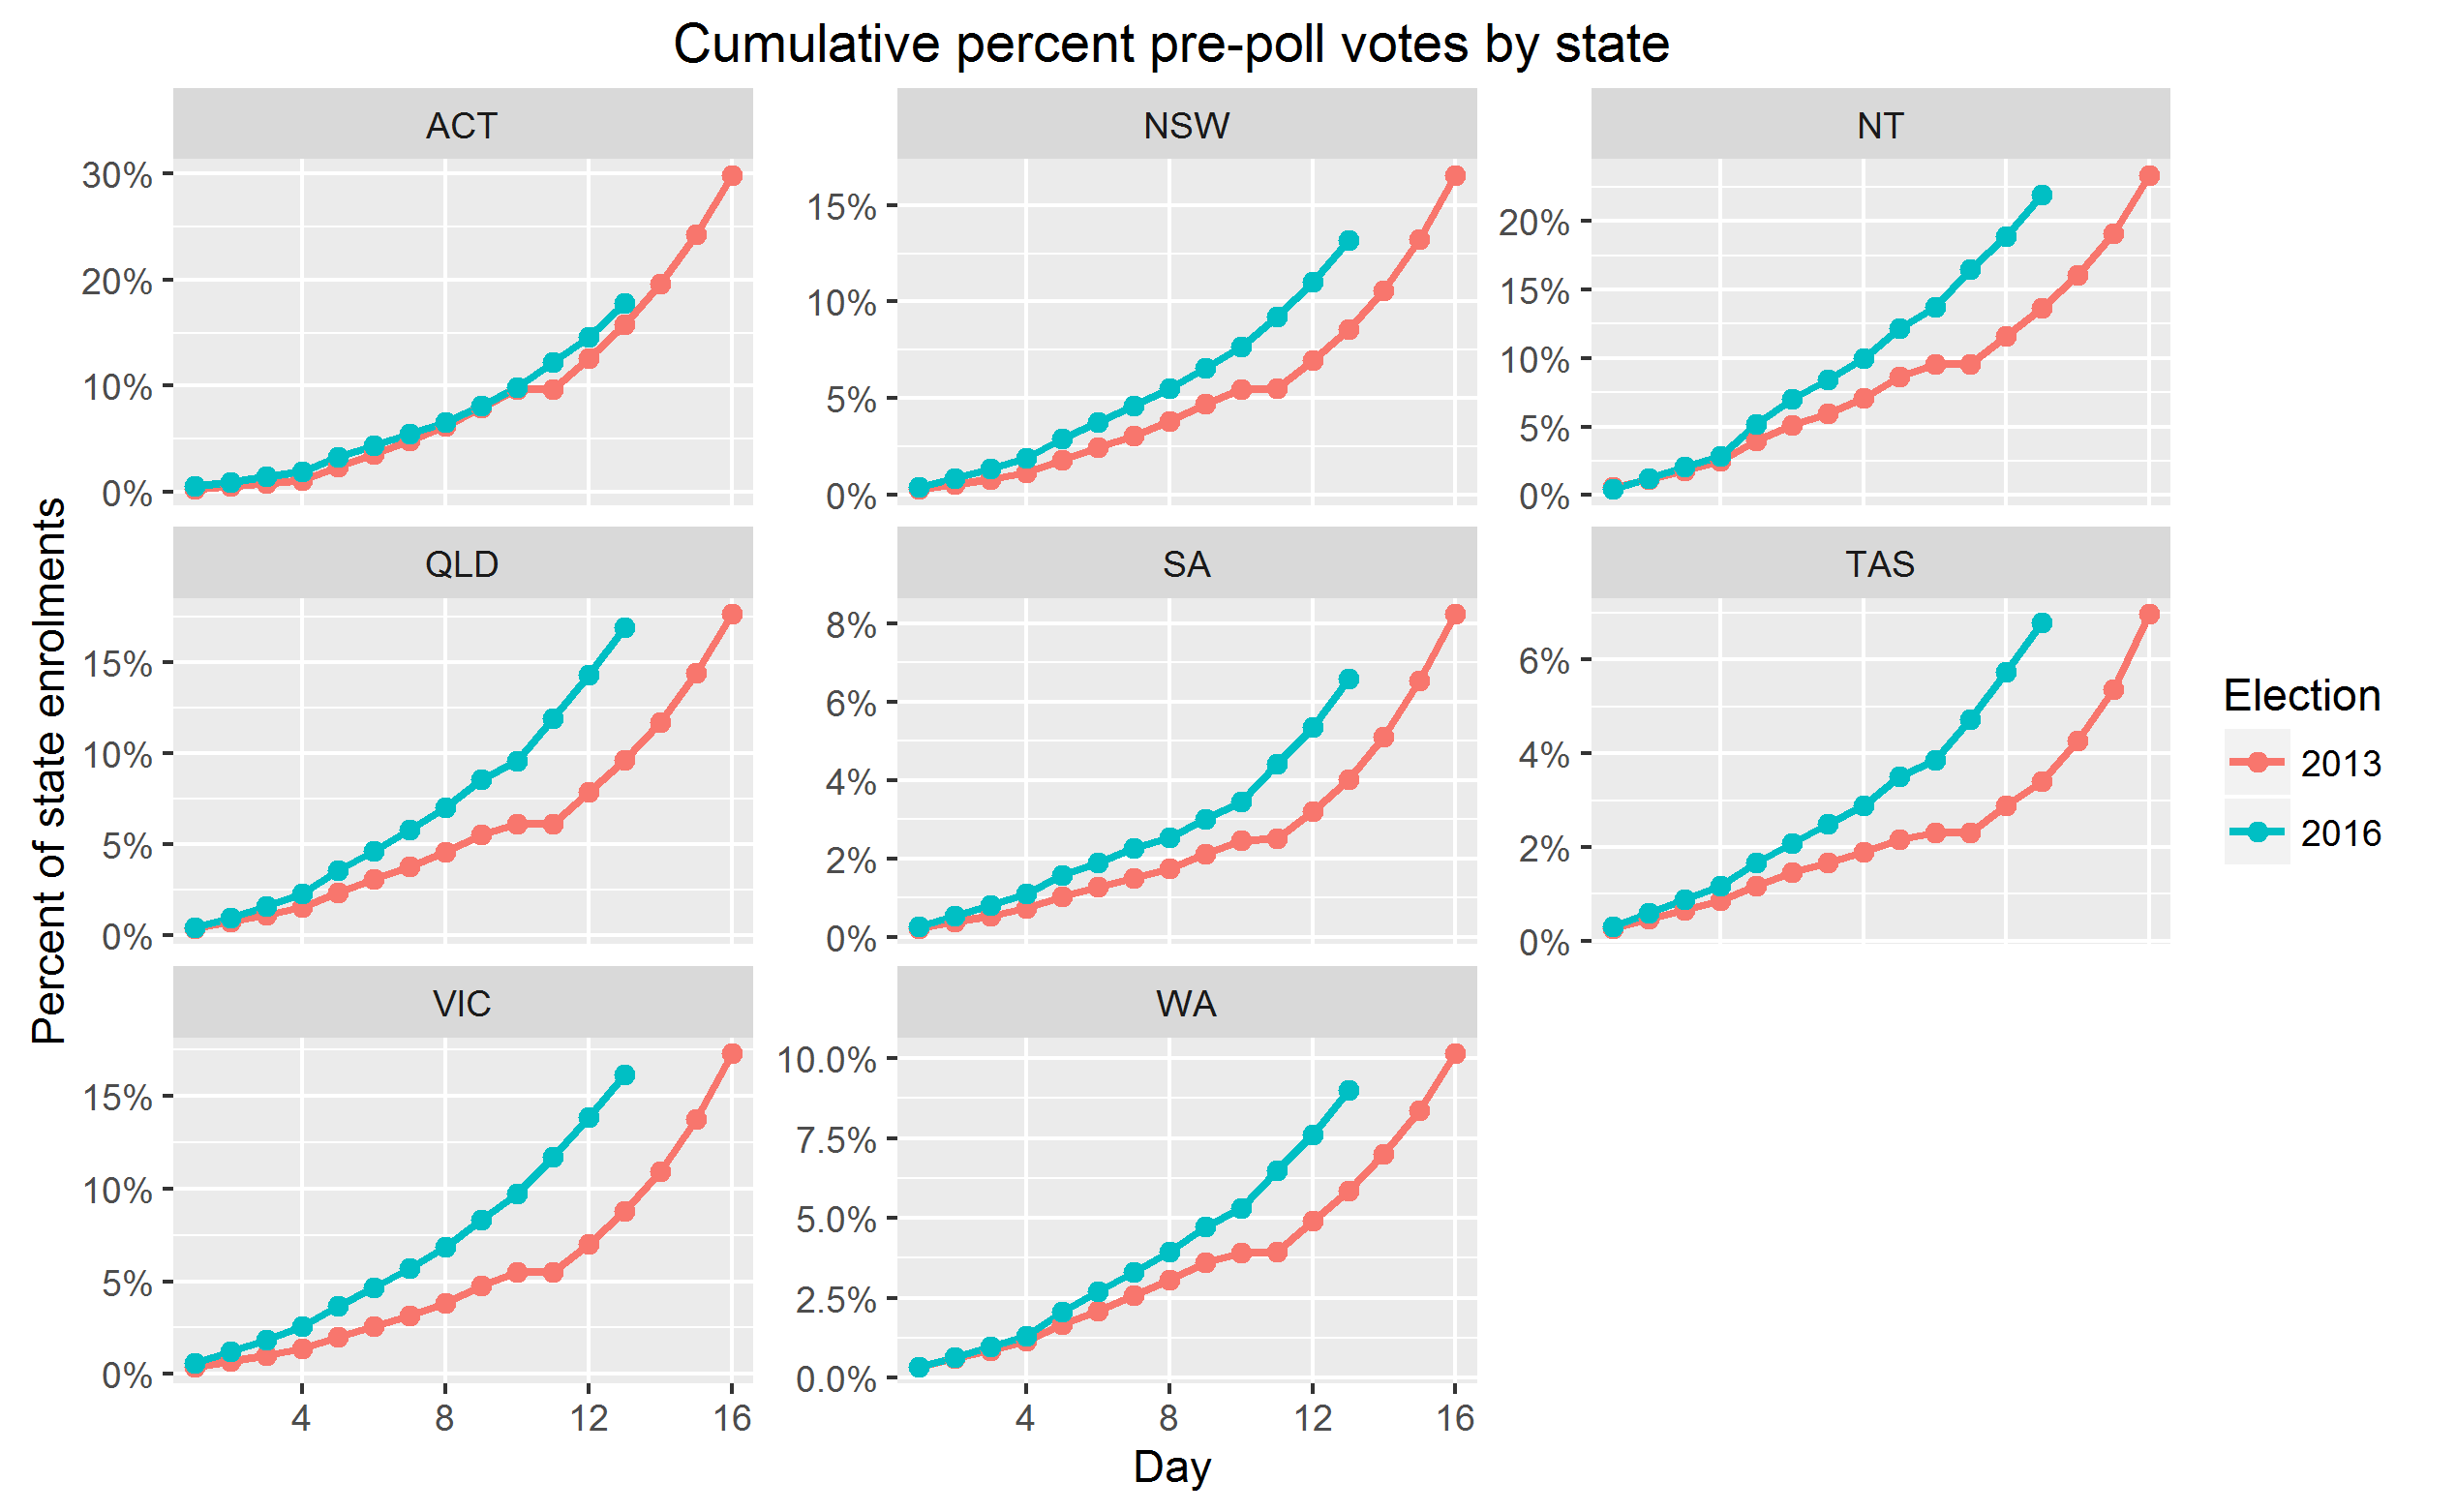 Cumulative percent pre-poll votes by state
ACT
NSW
NT
30%
20%
10%
0%
15%
10%
5%
0%
20%
15%
10%
5%
0%
QLD
SA
TAS
15%
10%
5%
0%
8%
6%
4%
2%
0%
6%
4%
2%
0%
VIC
WA
15%
10%
5%
0%
10.0%
7.5%
5.0%
2.5%
0.0%
4 8 12 16
4 8 12 16
Day
Percent of state enrolments
Election
2013
2016